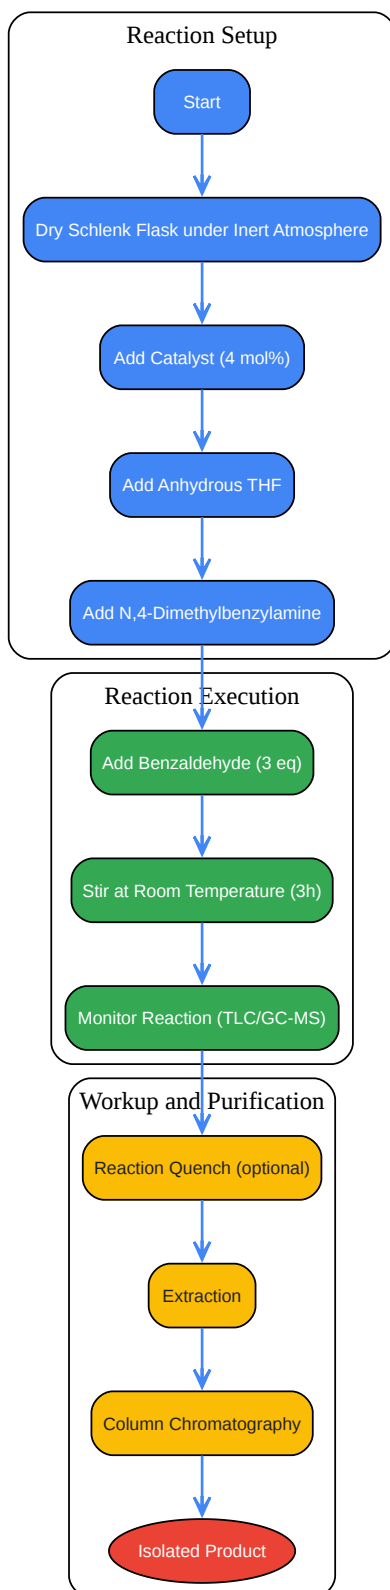 Reaction Setup
Start
Dry Schlenk Flask under Inert Atmosphere
Add Catalyst (4 mol%)
Add Anhydrous THF
Add N,4-Dimethylbenzylamine
Reaction Execution
Add Benzaldehyde (3 eq)
Stir at Room Temperature (3h)
Monitor Reaction (TLC/GC-MS)
Workup and Purification
Reaction Quench (optional)
Extraction
Column Chromatography
Isolated Product